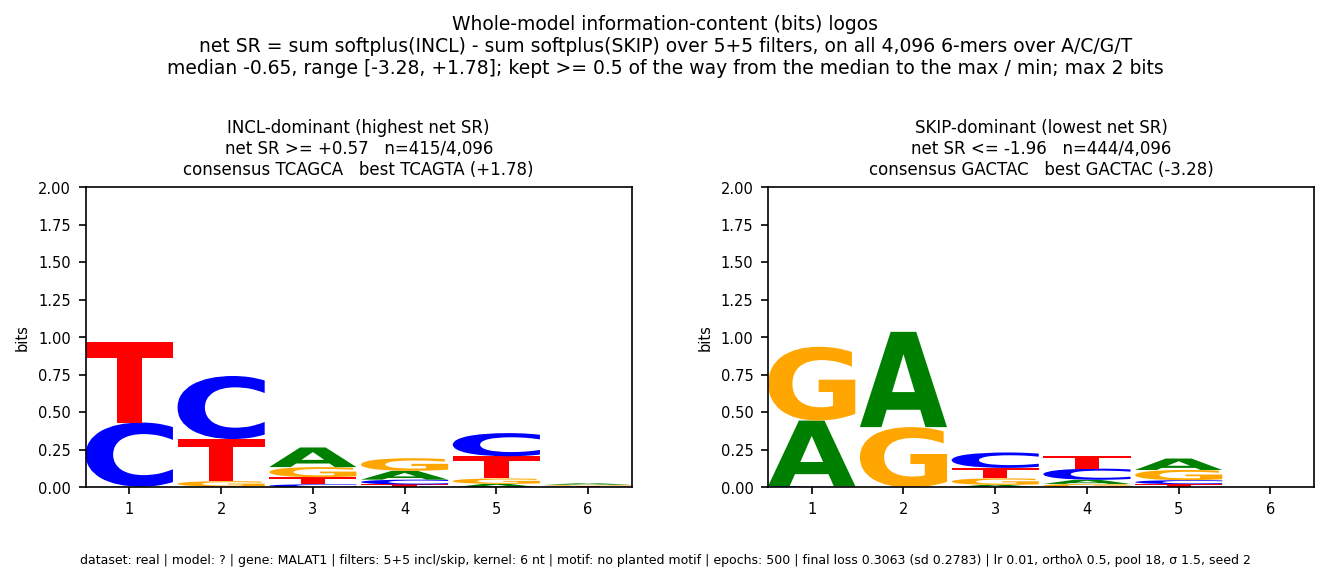 Whole-model information-content (bits) logos
net SR = sum softplus(INCL) - sum softplus(SKIP) over 5+5 filters, on all 4,096 6-mers over A/C/G/T
median -0.65, range [-3.28, +1.78]; kept >= 0.5 of the way from the median to the max / min; max 2 bits
INCL-dominant (highest net SR)
net SR >= +0.57 n=415/4,096
consensus TCAGCA best TCAGTA (+1.78)
2.00
1.75
1.50
1.25
1.00
0.75
0.50
0.25
0.00
bits
T
C
C
T
G
A
G
T
C
G
A
C
T
C
T
G
A
1 2 3 4 5 6
SKIP-dominant (lowest net SR)
net SR <= -1.96 n=444/4,096
consensus GACTAC best GACTAC (-3.28)
2.00
1.75
1.50
1.25
1.00
0.75
0.50
0.25
0.00
bits
G
A
A
G
C
T
G
T
C
A
A
G
C
T
1 2 3 4 5 6
dataset: real | model: ? | gene: MALAT1 | filters: 5+5 incl/skip, kernel: 6 nt | motif: no planted motif | epochs: 500 | final loss 0.3063 (sd 0.2783) | lr 0.01, orthoλ 0.5, pool 18, σ 1.5, seed 2